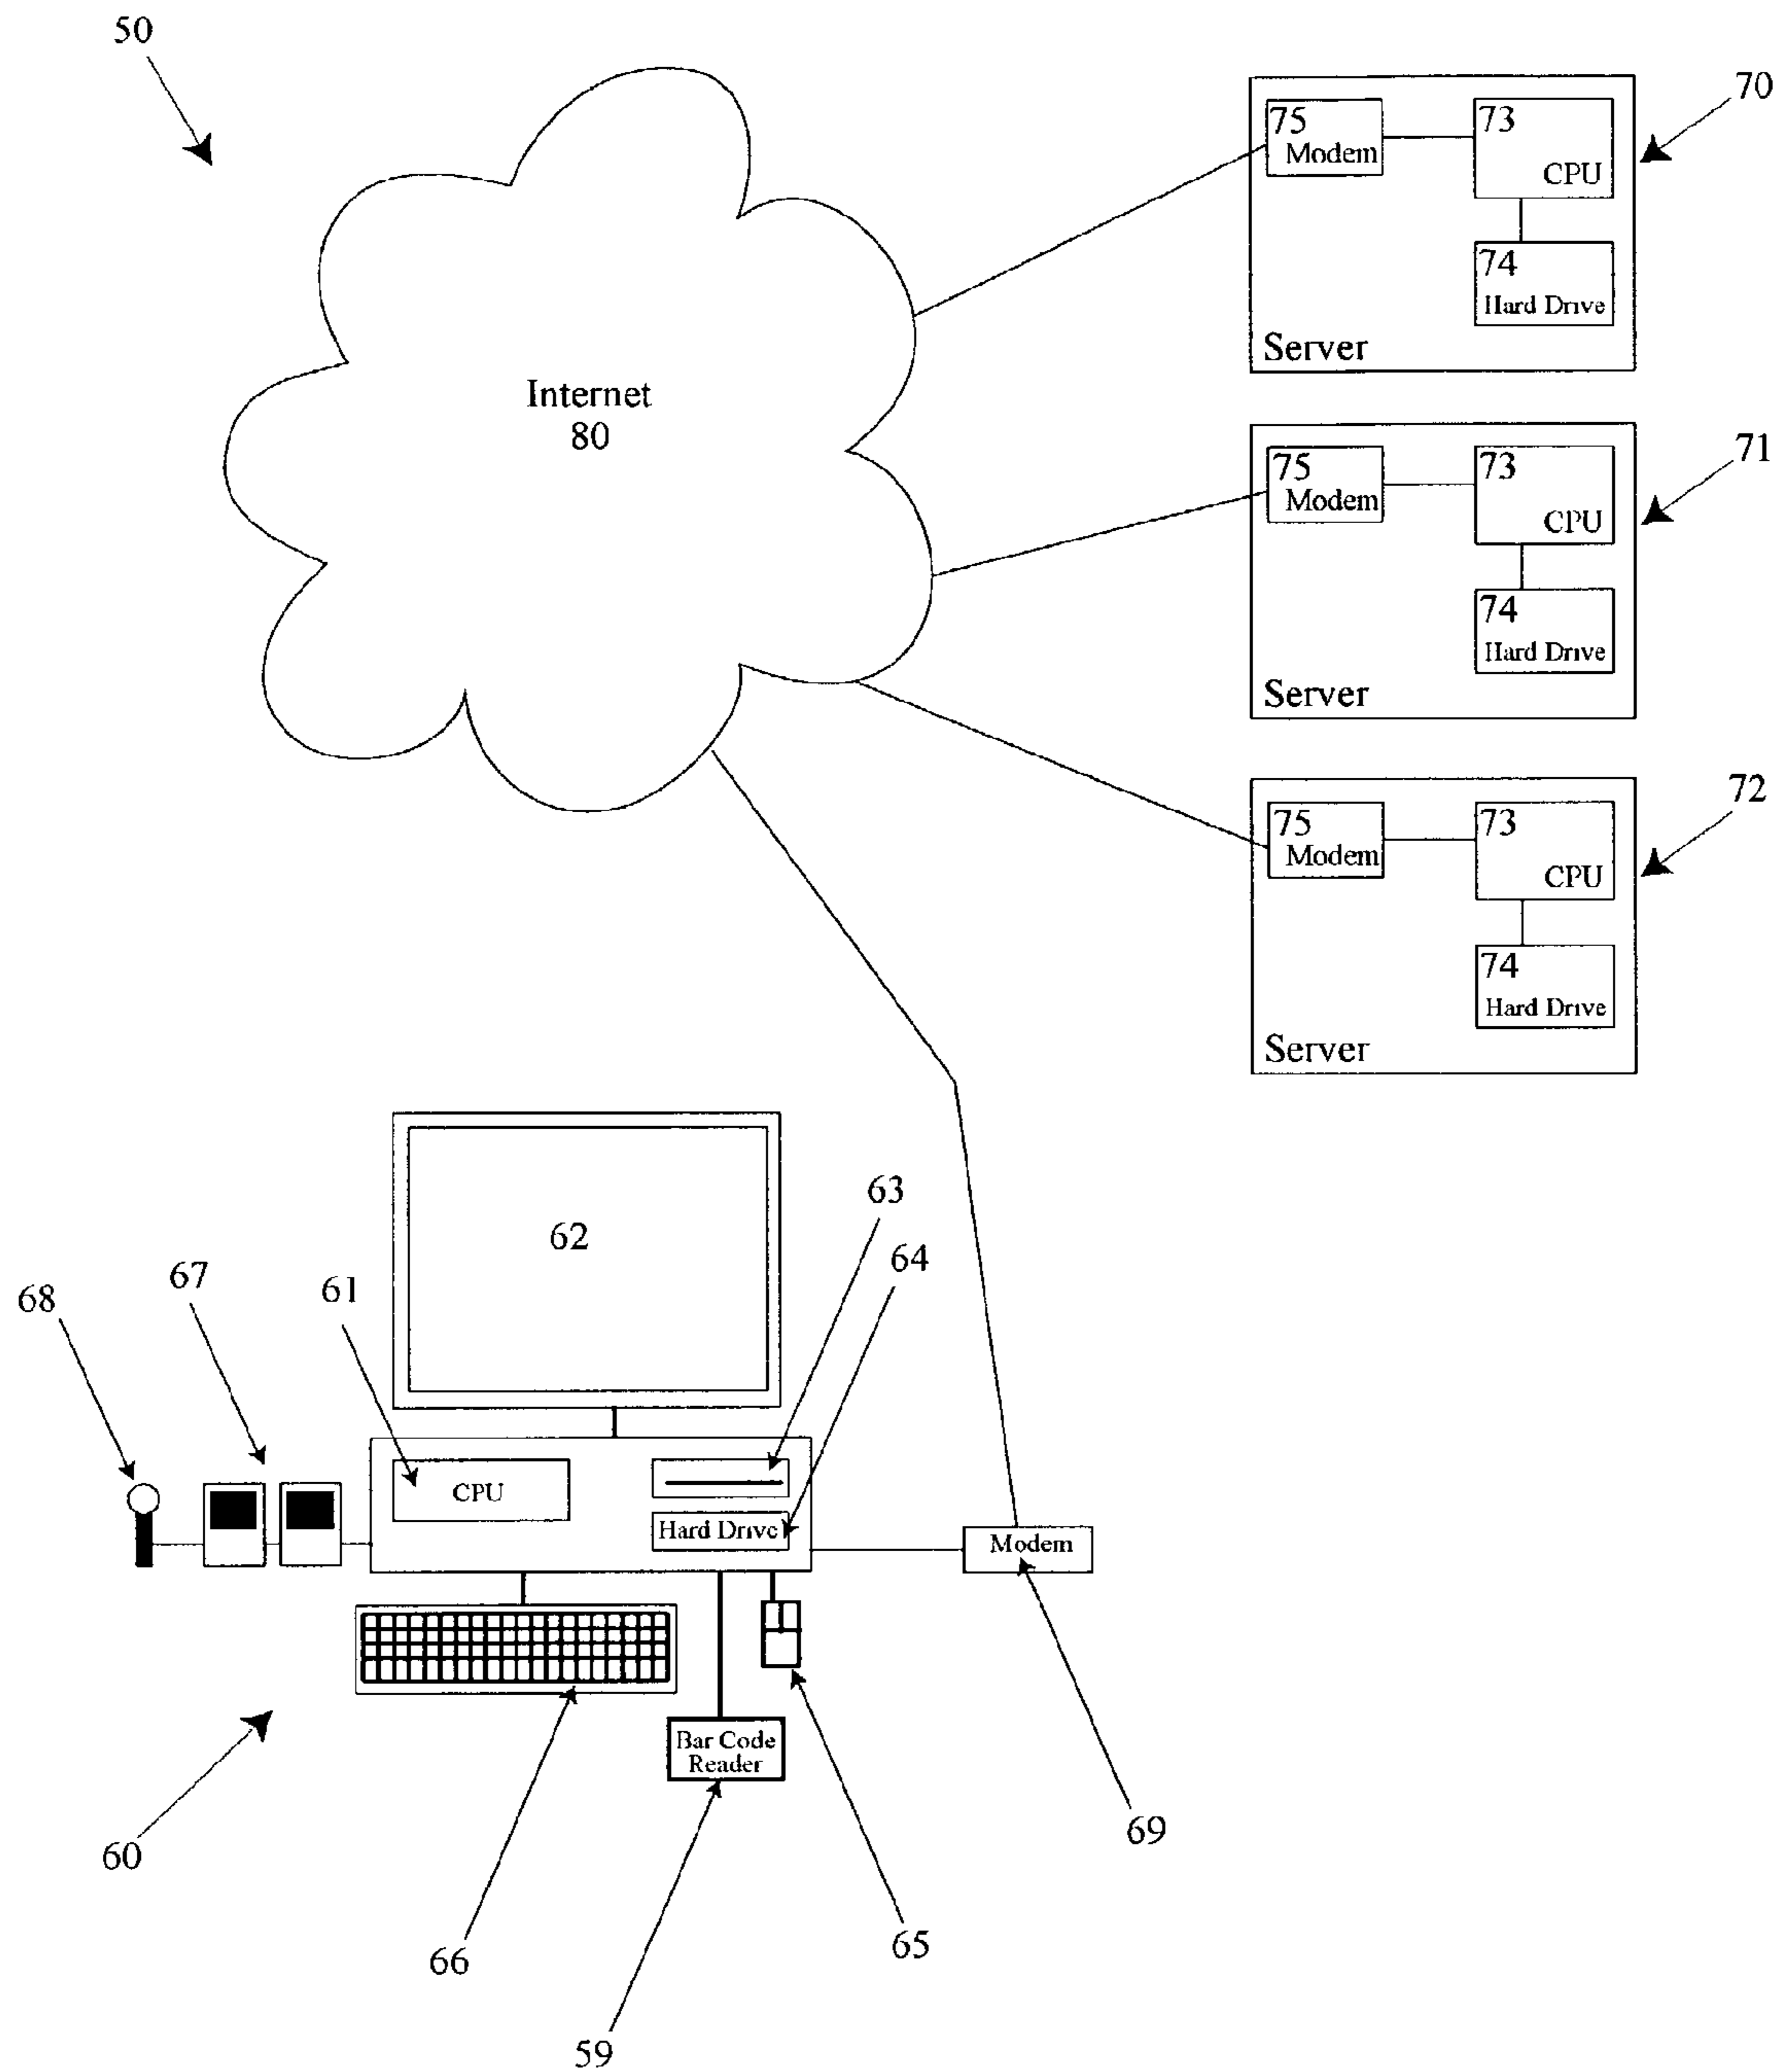 50
Internet
80
70
75
Modem
73
CPU
74
Hard Drive
Server
71
75
Modem
73
CPU
74
Hard Drive
Server
72
75
Modem
73
CPU
74
Hard Drive
Server
62
63
64
61
67
68
CPU
Hard Drive
Modem
Bar Code
Reader
60
69
66
65
59